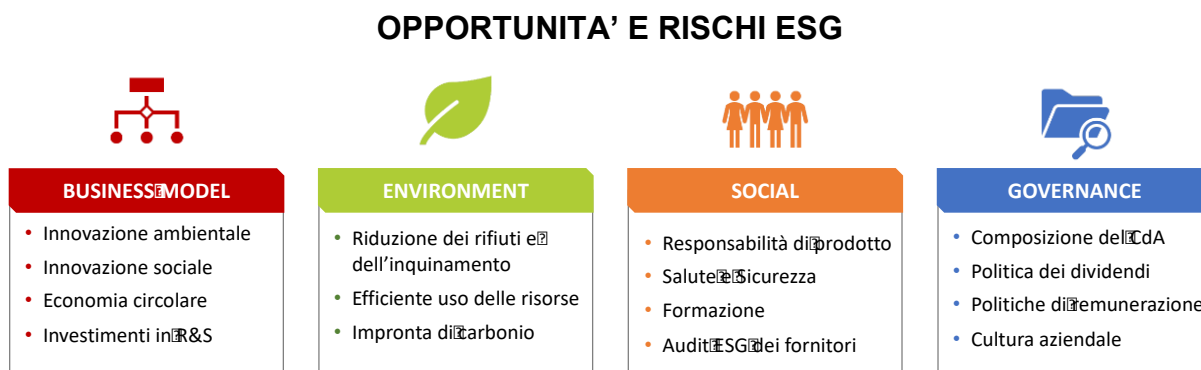 OPPORTUNITA’ E RISCHI ESG
BUSINESS MODEL
• Innovazione ambientale
• Innovazione sociale
• Economia circolare
• Investimenti in R&S
ENVIRONMENT
• Riduzione dei rifiuti e
dell’inquinamento
• Efficiente uso delle risorse
• Impronta di carbonio
SOCIAL
• Responsabilità di prodotto
• Salute e Sicurezza
• Formazione
• Audit ESG dei fornitori
GOVERNANCE
• Composizione del CdA
• Politica dei dividendi
• Politiche di remunerazione
• Cultura aziendale